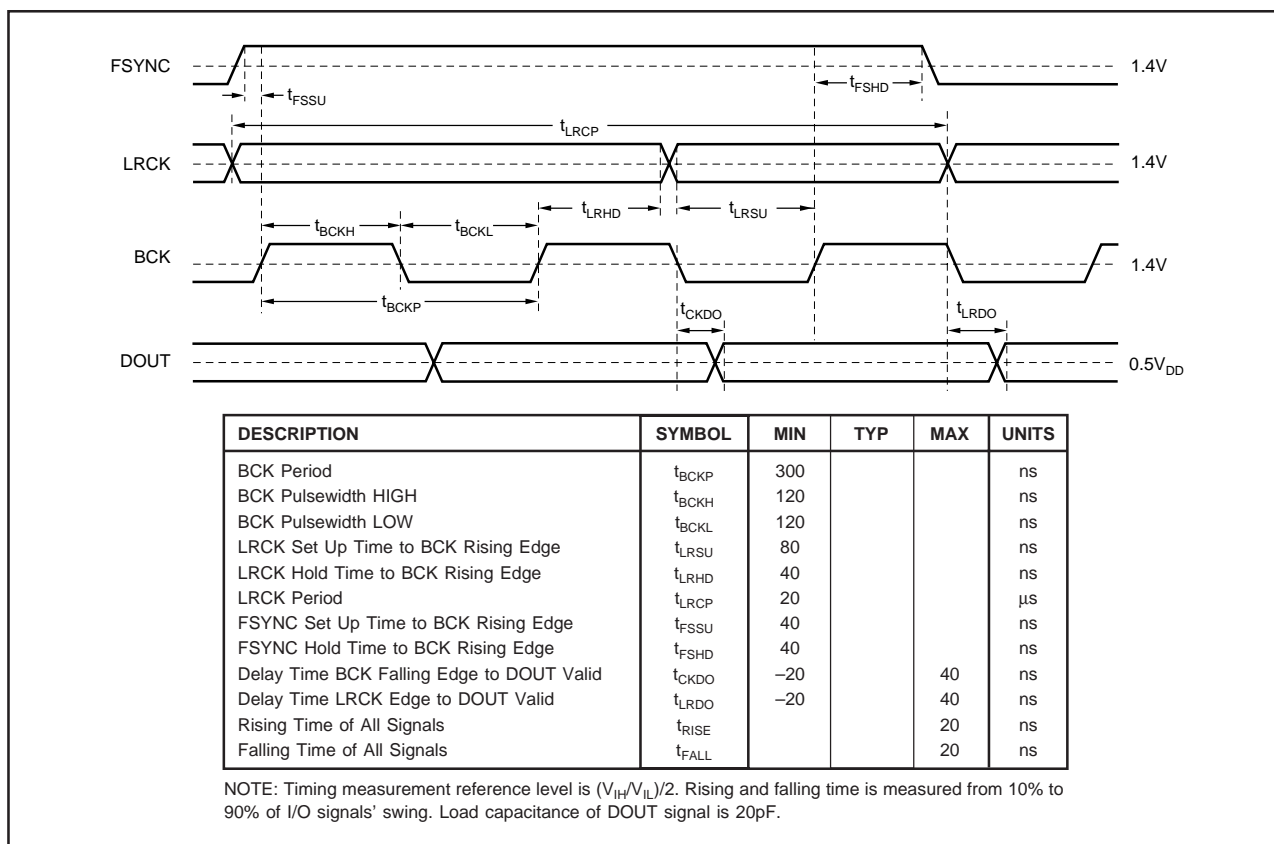 FSYNC
1.4V
tFSSU
tFSHD
tLRCP
LRCK
1.4V
tLRHD
tLRSU
tBCKH
tBCKL
BCK
1.4V
tBCKP
tCKDO
tLRDO
DOUT
0.5VDD
DESCRIPTION SYMBOL MIN TYP MAX UNITS
BCK Period tBCKP 300 ns
BCK Pulsewidth HIGH tBCKH 120 ns
BCK Pulsewidth LOW tBCKL 120 ns
LRCK Set Up Time to BCK Rising Edge tLRSU 80 ns
LRCK Hold Time to BCK Rising Edge tLRHD 40 ns
LRCK Period tLRCP 20 µs
FSYNC Set Up Time to BCK Rising Edge tFSSU 40 ns
FSYNC Hold Time to BCK Rising Edge tFSHD 40 ns
Delay Time BCK Falling Edge to DOUT Valid tCKDO –20 40 ns
Delay Time LRCK Edge to DOUT Valid tLRDO –20 40 ns
Rising Time of All Signals tRISE 20 ns
Falling Time of All Signals tFALL 20 ns
NOTE: Timing measurement reference level is (VIH/VIL)/2. Rising and falling time is measured from 10% to
90% of I/O signals’ swing. Load capacitance of DOUT signal is 20pF.